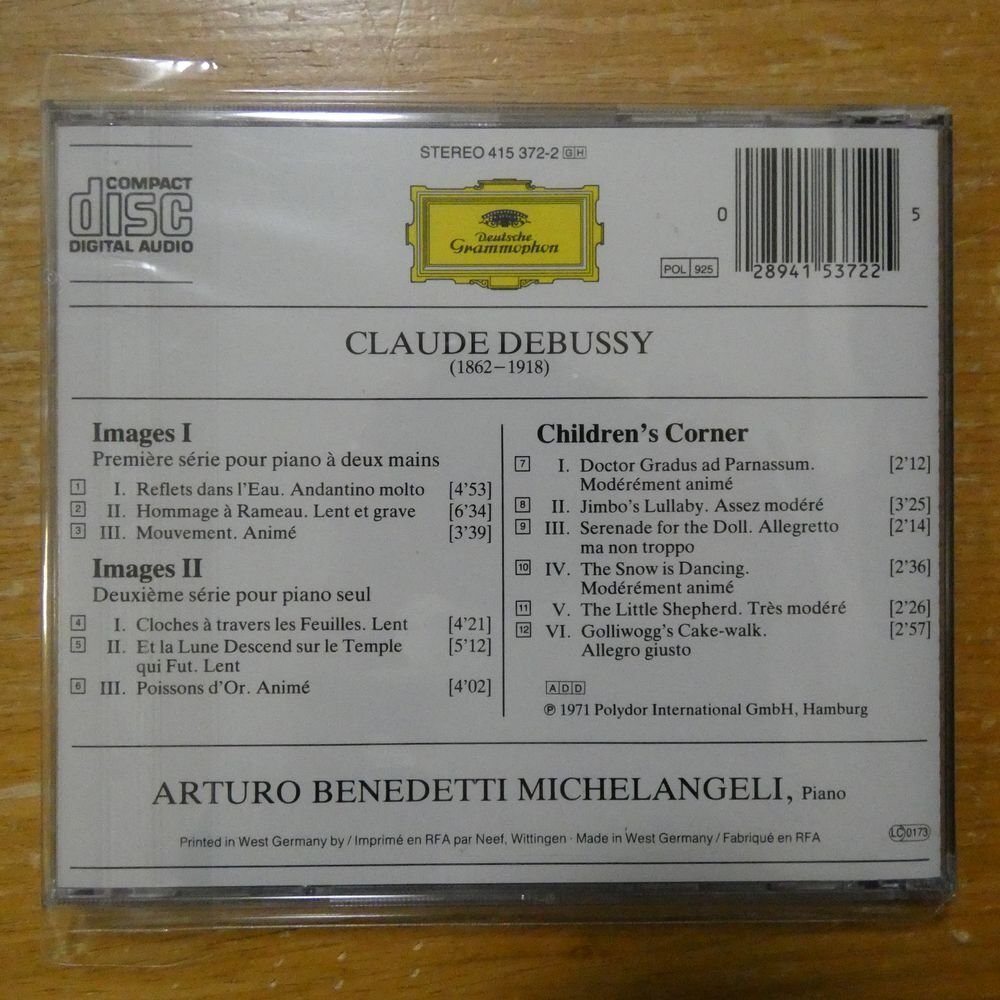 STEREO 415 372-2 GH
COMPACT
disc
DIGITAL AUDIO
Deutsche
Grammophon
POL 925
0 28941 53722 5
CLAUDE DEBUSSY
(1862–1918)
Images I
Première série pour piano à deux mains
1 I. Reflets dans l'Eau. Andantino molto [4'53]
2 II. Hommage à Rameau. Lent et grave [6'34]
3 III. Mouvement. Animé [3'39]
Images II
Deuxième série pour piano seul
4 I. Cloches à travers les Feuilles. Lent [4'21]
5 II. Et la Lune Descend sur le Temple [5'12]
qui Fut. Lent
6 III. Poissons d'Or. Animé [4'02]
Children's Corner
7 I. Doctor Gradus ad Parnassum. [2'12]
Modérément animé
8 II. Jimbo's Lullaby. Assez modéré [3'25]
9 III. Serenade for the Doll. Allegretto [2'14]
ma non troppo
10 IV. The Snow is Dancing. [2'36]
Modérément animé
11 V. The Little Shepherd. Très modéré [2'26]
12 VI. Golliwogg's Cake-walk. [2'57]
Allegro giusto
ADD
℗ 1971 Polydor International GmbH, Hamburg
ARTURO BENEDETTI MICHELANGELI, Piano
Printed in West Germany by / Imprimé en RFA par Neef, Wittingen · Made in West Germany / Fabriqué en RFA
LC 0173